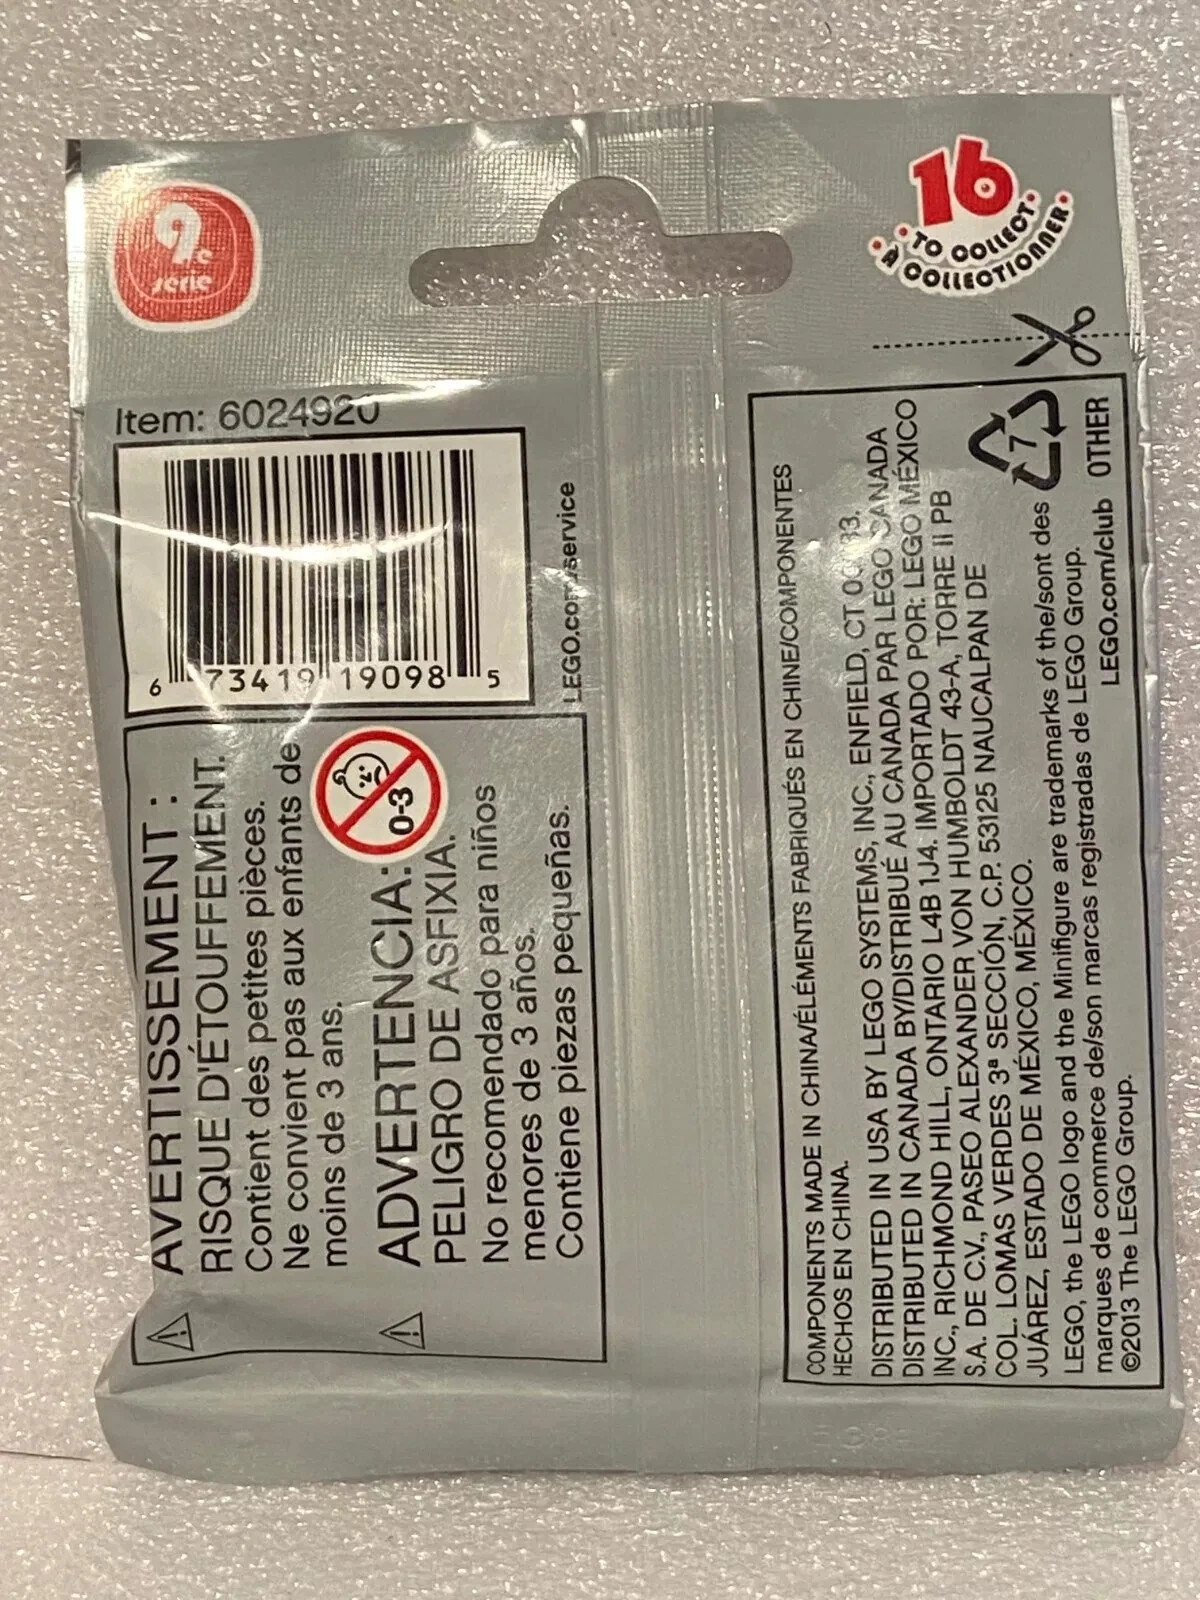 9e
serie
16
TO COLLECT
À COLLECTIONNER
Item: 6024920
6 73419 19098 5
LEGO.com/service
AVERTISSEMENT :
RISQUE D'ÉTOUFFEMENT.
Contient des petites pièces.
Ne convient pas aux enfants de
moins de 3 ans.
0-3
ADVERTENCIA:
PELIGRO DE ASFIXIA.
No recomendado para niños
menores de 3 años.
Contiene piezas pequeñas.
COMPONENTS MADE IN CHINA/ÉLÉMENTS FABRIQUÉS EN CHINE/COMPONENTES
HECHOS EN CHINA.
DISTRIBUTED IN USA BY LEGO SYSTEMS, INC., ENFIELD, CT
DISTRIBUTED IN CANADA BY/DISTRIBUÉ AU CANADA PAR LEGO CANADA
INC., RICHMOND HILL, ONTARIO L4B 1J4. IMPORTADO POR: LEGO MÉXICO
S.A. DE C.V., PASEO ALEXANDER VON HUMBOLDT 43-A, TORRE II PB
COL. LOMAS VERDES 3ª SECCIÓN, C.P. 53125 NAUCALPAN DE
JUÁREZ, ESTADO DE MÉXICO, MÉXICO.
LEGO, the LEGO logo and the Minifigure are trademarks of the/sont des
marques de commerce de/son marcas registradas de LEGO Group.
©2013 The LEGO Group.
LEGO.com/club
7
OTHER